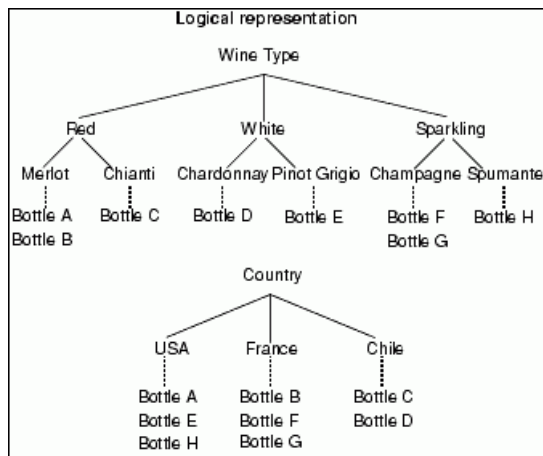 Logical representation
Wine Type
Red White Sparkling
Merlot Chianti Chardonnay Pinot Grigio Champagne Spumante
Bottle A Bottle C Bottle D Bottle E Bottle F Bottle H
Bottle B Bottle G
Country
USA France Chile
Bottle A Bottle B Bottle C
Bottle E Bottle F Bottle D
Bottle H Bottle G